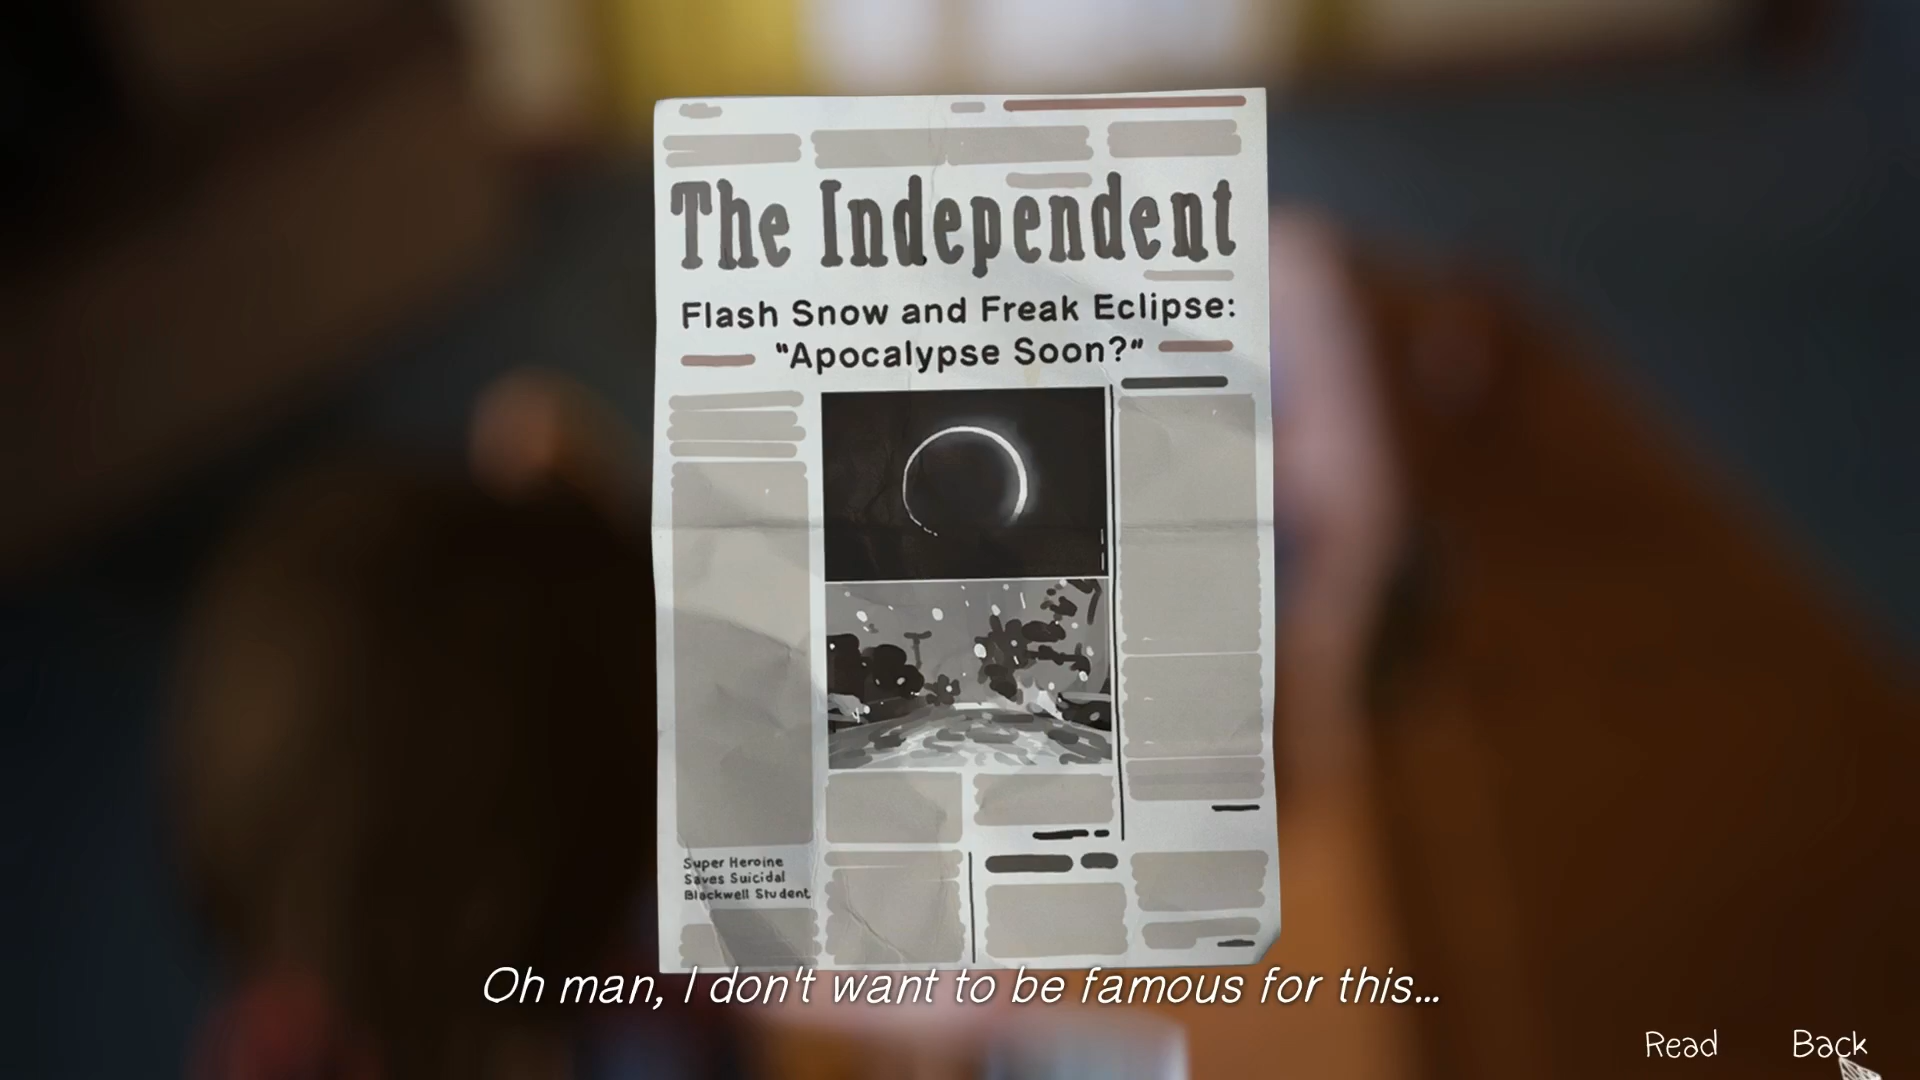 The Independent
Flash Snow and Freak Eclipse:
"Apocalypse Soon?"
Super Heroine
Saves Suicidal
Blackwell Student
Oh man, I don't want to be famous for this...
Read
Back